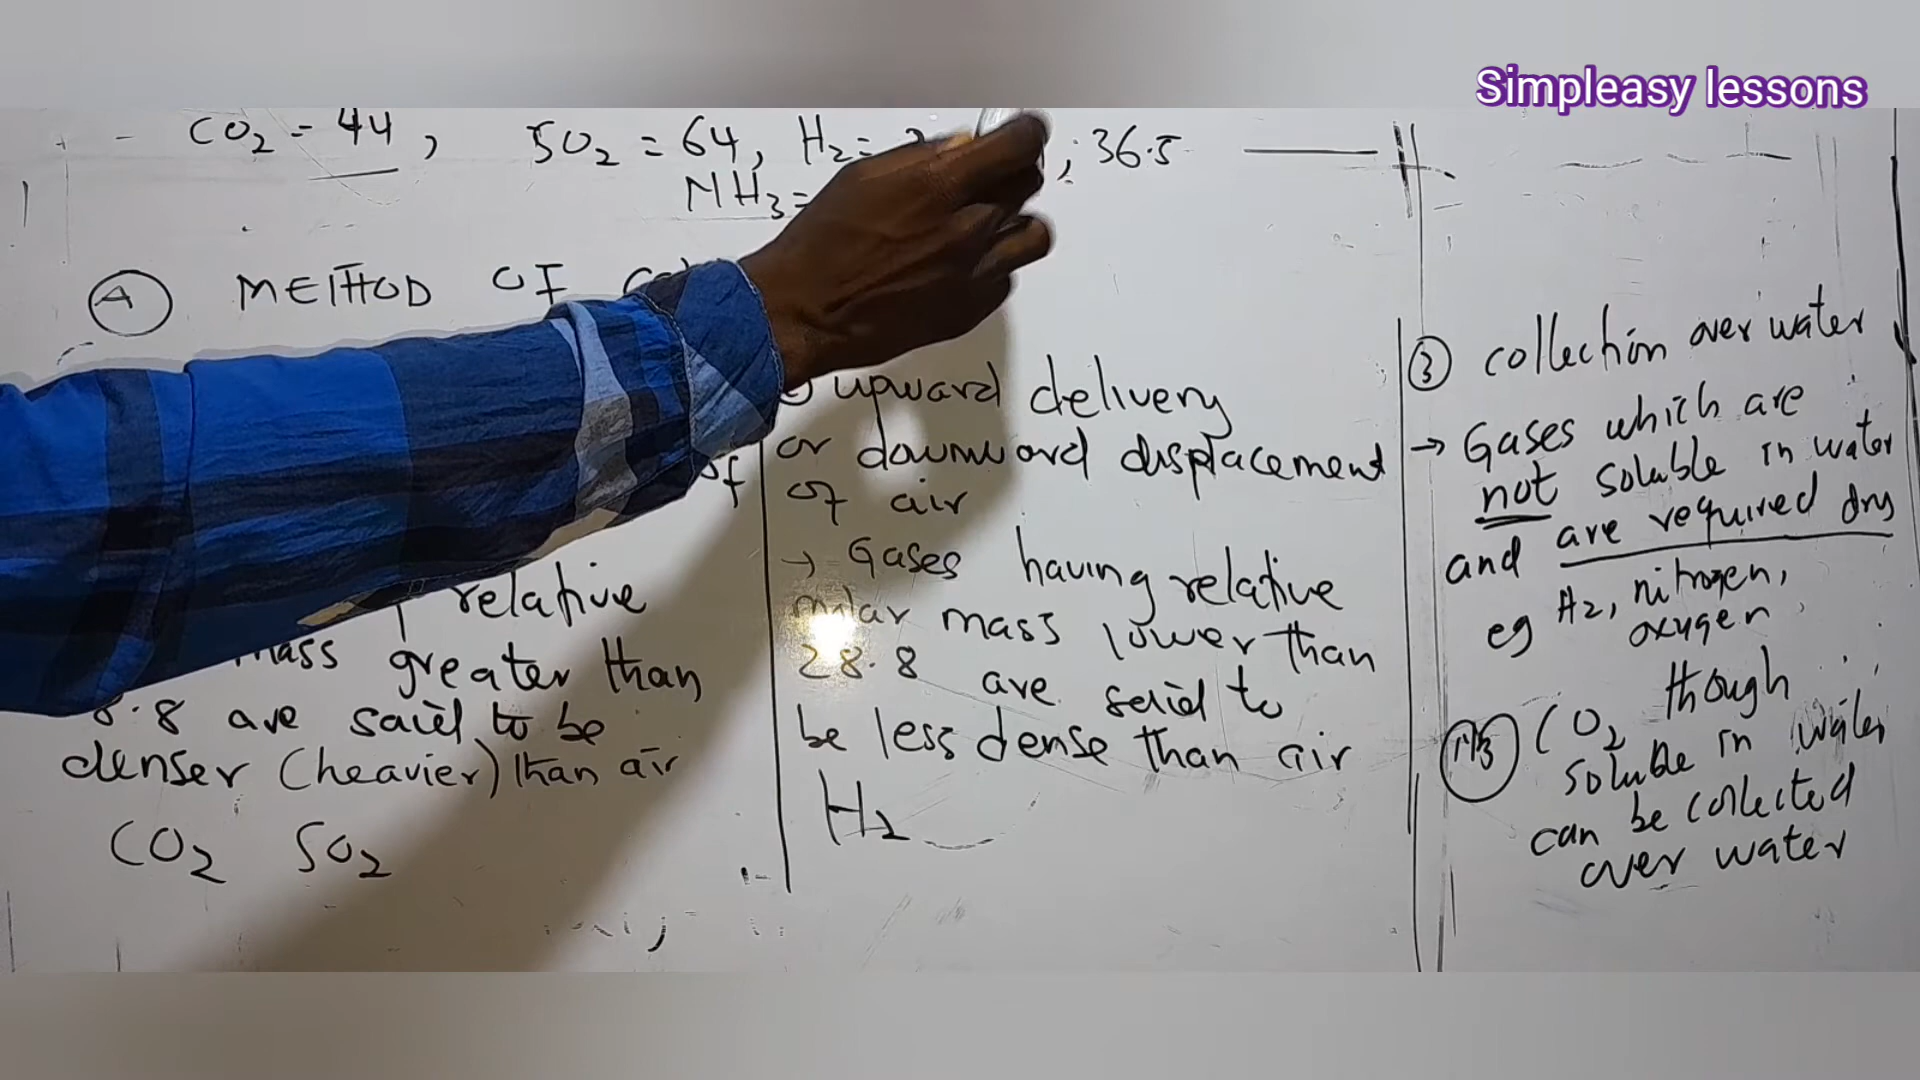 Simpleasy lessons
CO2 = 44, SO2 = 64, H2 = ; 36.5
NH3 =
A METHOD OF
upward delivery
or downward displacement
of air
→ Gases having relative
molar mass lower than
28.8 are said to
be less dense than air
H2
of
relative
mass greater than
8.8 are said to be
denser (heavier) than air
CO2 SO2
3 collection over water
→ Gases which are
not soluble in water
and are required dry
eg H2, nitrogen,
oxygen
NB CO2 though
soluble in water
can be collected
over water